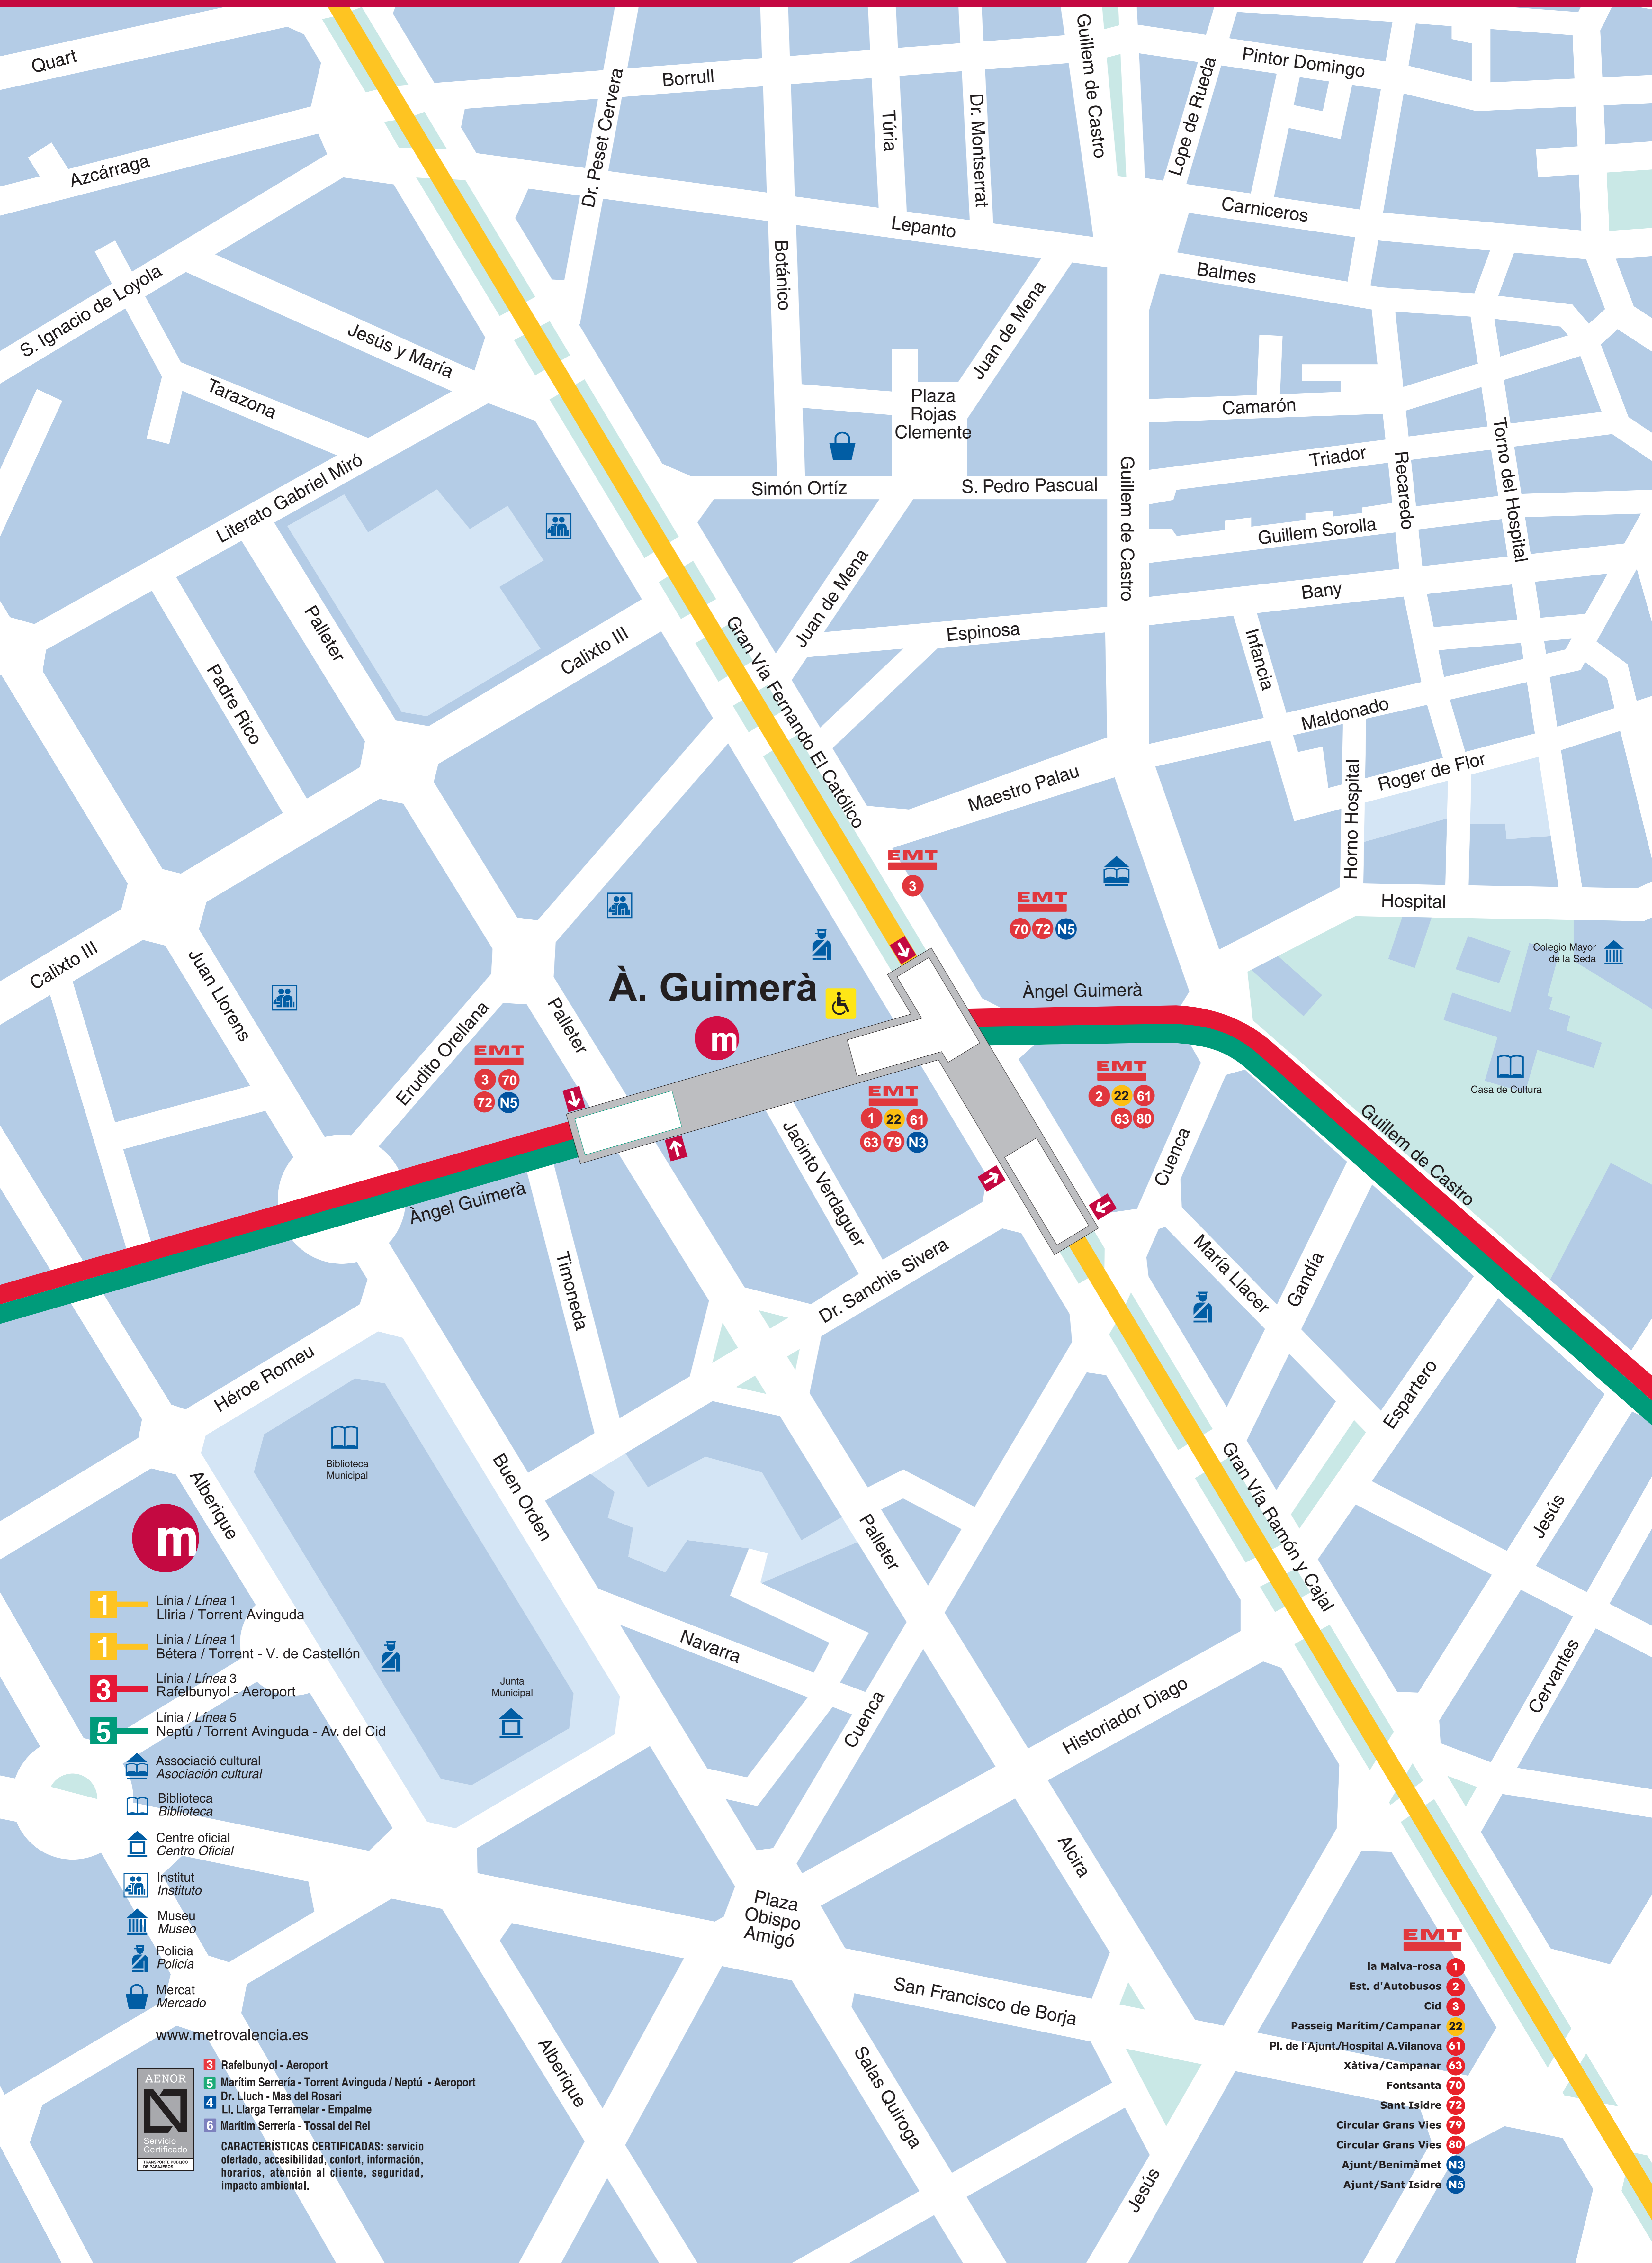 Quart
Borrull
Guillem de Castro
Pintor Domingo
Lope de Rueda
Dr. Peset Cervera
Túria
Dr. Montserrat
Azcárraga
Carniceros
Lepanto
Botánico
Balmes
S. Ignacio de Loyola
Jesús y María
Juan de Mena
Tarazona
Plaza
Rojas
Clemente
Camarón
Triador
Recaredo
Torno del Hospital
Literato Gabriel Miró
Simón Ortíz
S. Pedro Pascual
Guillem de Castro
Guillem Sorolla
Juan de Mena
Bany
Palleter
Calixto III
Gran Vía Fernando El Católico
Espinosa
Infancia
Padre Rico
Maldonado
Maestro Palau
Roger de Flor
Horno Hospital
EMT
3
EMT
70 72 N5
Hospital
Calixto III
Juan Llorens
Colegio Mayor
de la Seda
À. Guimerà
m
Àngel Guimerà
Palleter
Erudito Orellana
EMT
3 70
72 N5
EMT
1 22 61
63 79 N3
EMT
2 22 61
63 80
Casa de Cultura
Guillem de Castro
Cuenca
Jacinto Verdaguer
Àngel Guimerà
Timoneda
Dr. Sanchis Sivera
María Llacer
Gandía
Héroe Romeu
Espartero
Biblioteca
Municipal
Alberique
Buen Orden
Palleter
Gran Vía Ramón y Cajal
Jesús
Navarra
Junta
Municipal
Cuenca
Historiador Diago
Cervantes
Alcira
Plaza
Obispo
Amigó
San Francisco de Borja
Alberique
Salas Quiroga
Jesús
m
1 Línia / Línea 1
Lliria / Torrent Avinguda
1 Línia / Línea 1
Bétera / Torrent - V. de Castellón
3 Línia / Línea 3
Rafelbunyol - Aeroport
5 Línia / Línea 5
Neptú / Torrent Avinguda - Av. del Cid
Associació cultural
Asociación cultural
Biblioteca
Biblioteca
Centre oficial
Centro Oficial
Institut
Instituto
Museu
Museo
Policia
Policía
Mercat
Mercado
www.metrovalencia.es
AENOR
N
Servicio
Certificado
TRANSPORTE PÚBLICO
DE PASAJEROS
3 Rafelbunyol - Aeroport
5 Marítim Serrería - Torrent Avinguda / Neptú - Aeroport
4 Dr. Lluch - Mas del Rosari
Ll. Llarga Terramelar - Empalme
6 Marítim Serrería - Tossal del Rei
CARACTERÍSTICAS CERTIFICADAS: servicio
ofertado, accesibilidad, confort, información,
horarios, atención al cliente, seguridad,
impacto ambiental.
EMT
la Malva-rosa 1
Est. d'Autobusos 2
Cid 3
Passeig Marítim/Campanar 22
Pl. de l'Ajunt./Hospital A.Vilanova 61
Xàtiva/Campanar 63
Fontsanta 70
Sant Isidre 72
Circular Grans Vies 79
Circular Grans Vies 80
Ajunt/Benimàmet N3
Ajunt/Sant Isidre N5